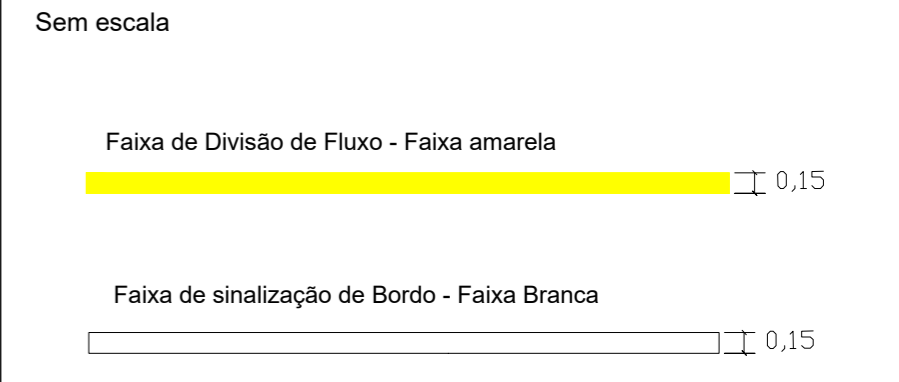 Sem escala
Faixa de Divisão de Fluxo - Faixa amarela
0,15
Faixa de sinalização de Bordo - Faixa Branca
0,15